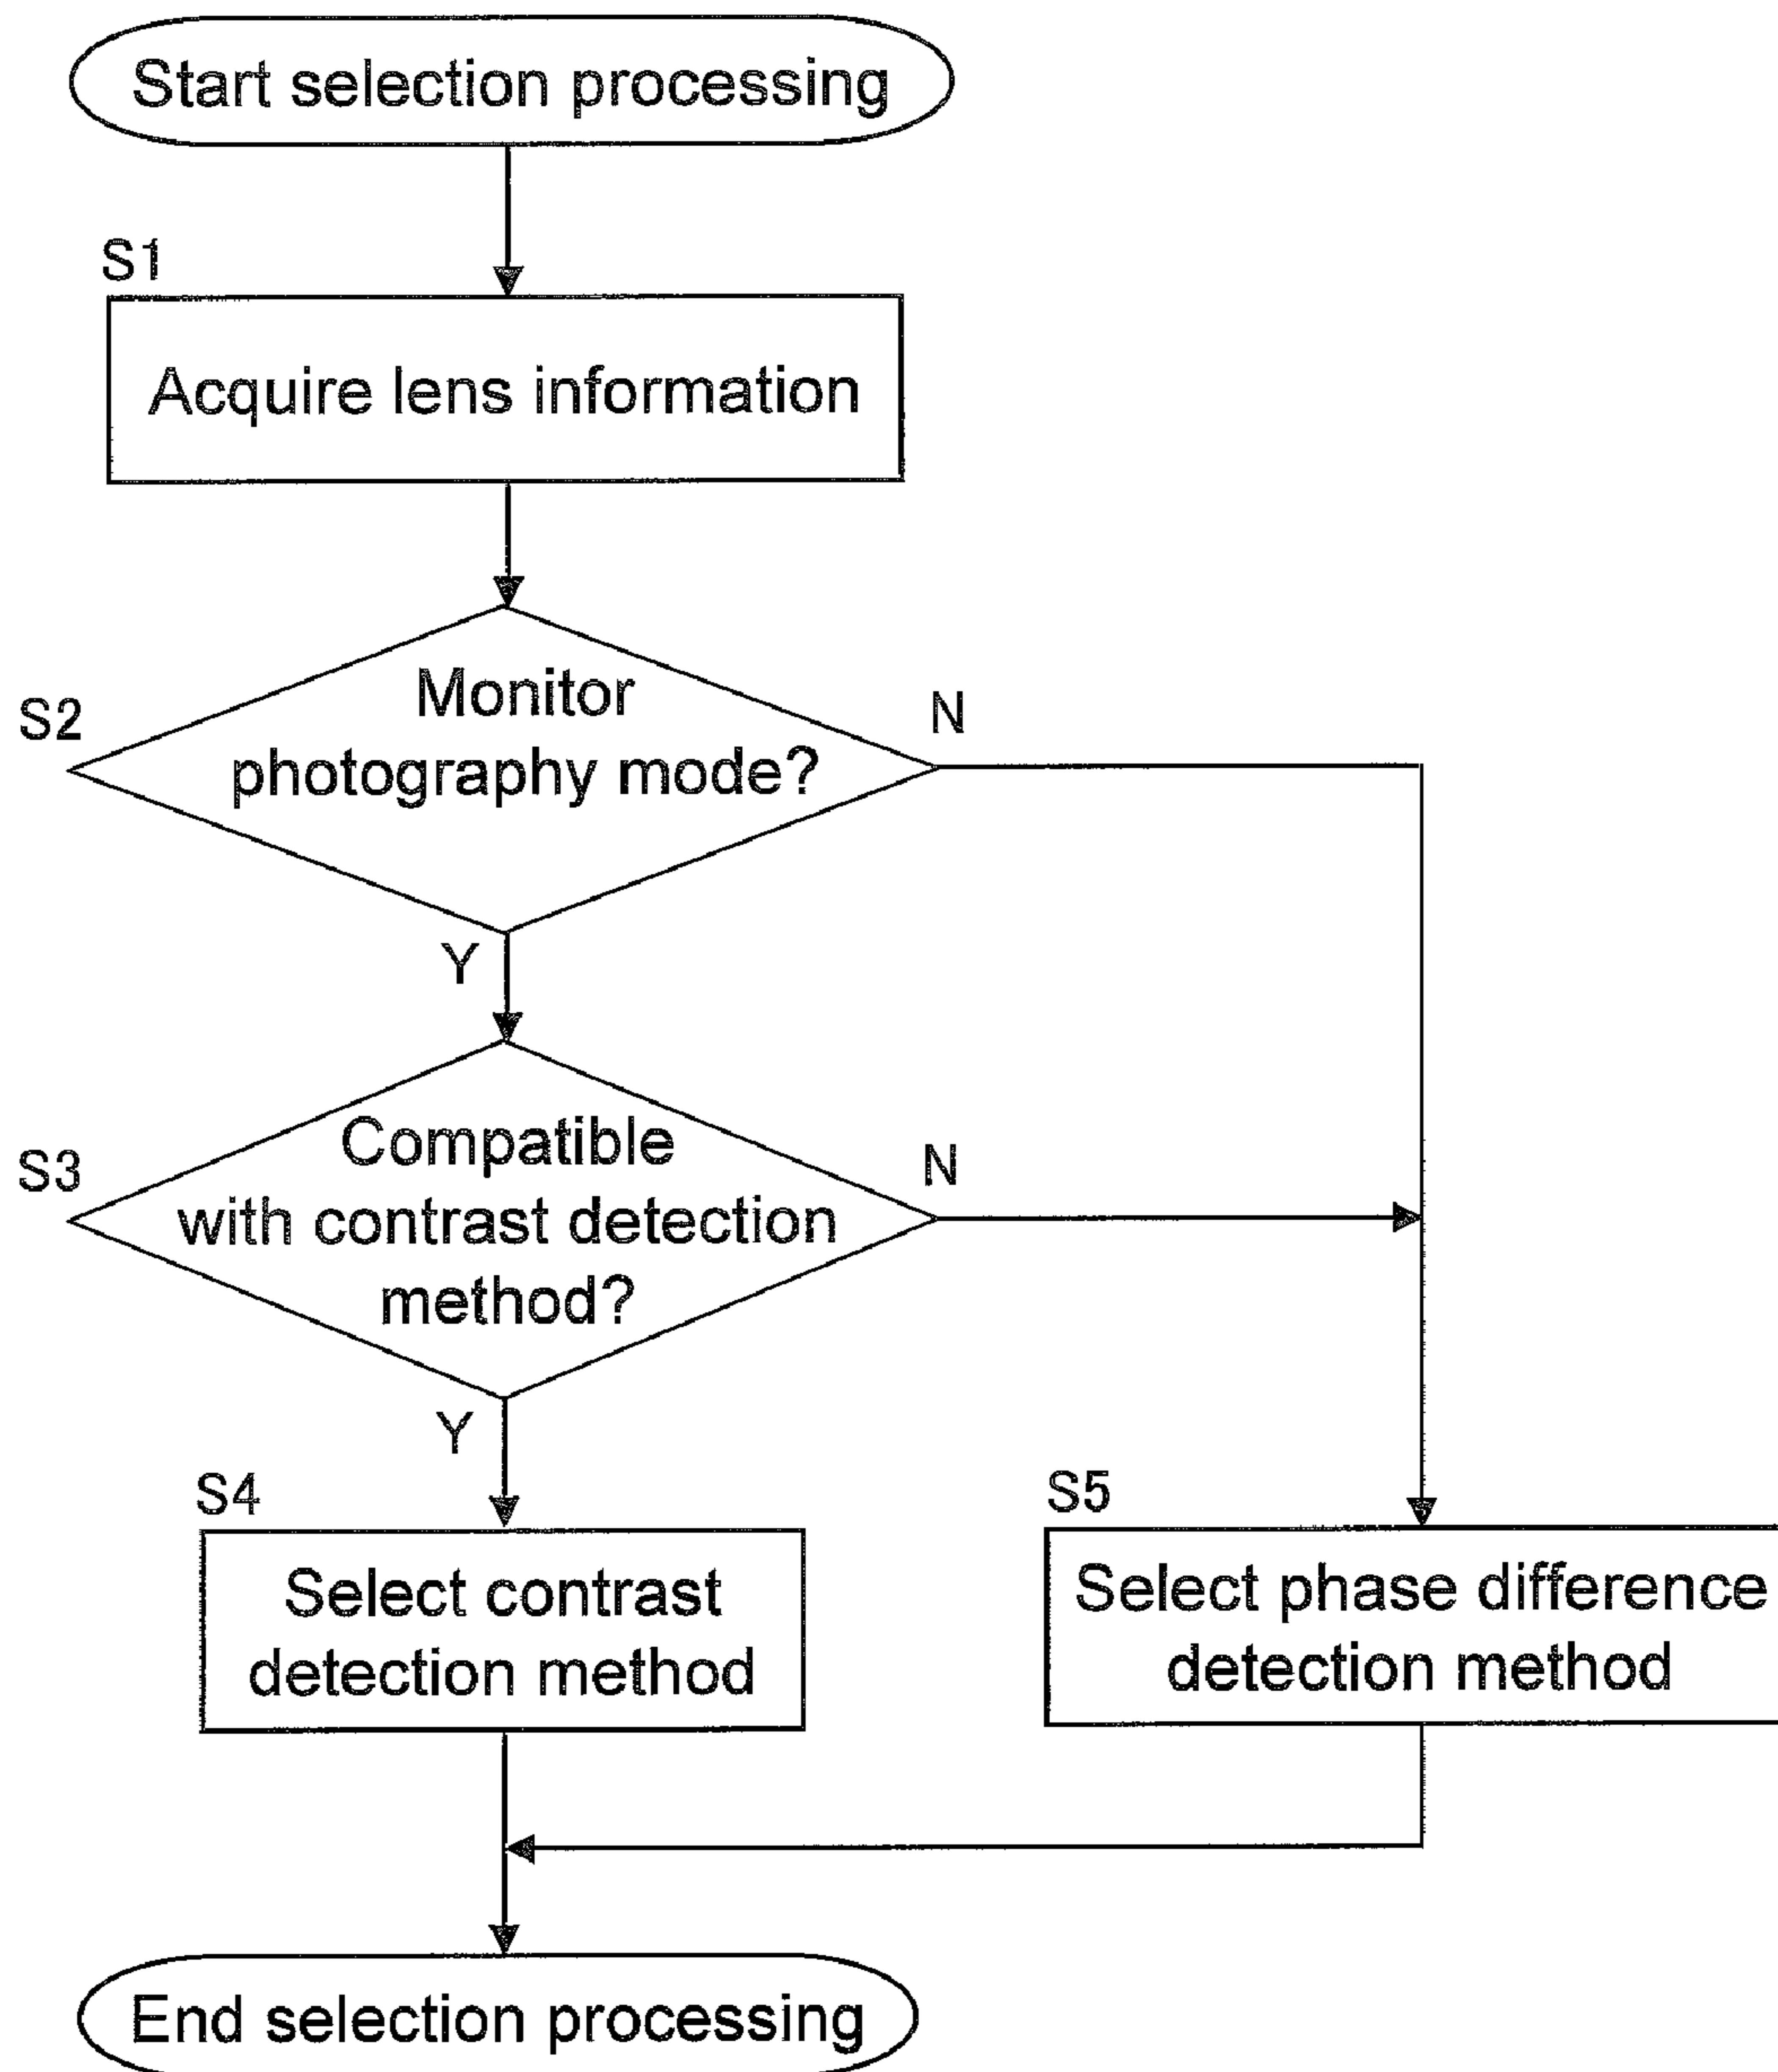 Start selection processing
S1
Acquire lens information
S2
Monitor
photography mode?
N
Y
S3
Compatible
with contrast detection
method?
N
Y
S4
Select contrast
detection method
S5
Select phase difference
detection method
End selection processing